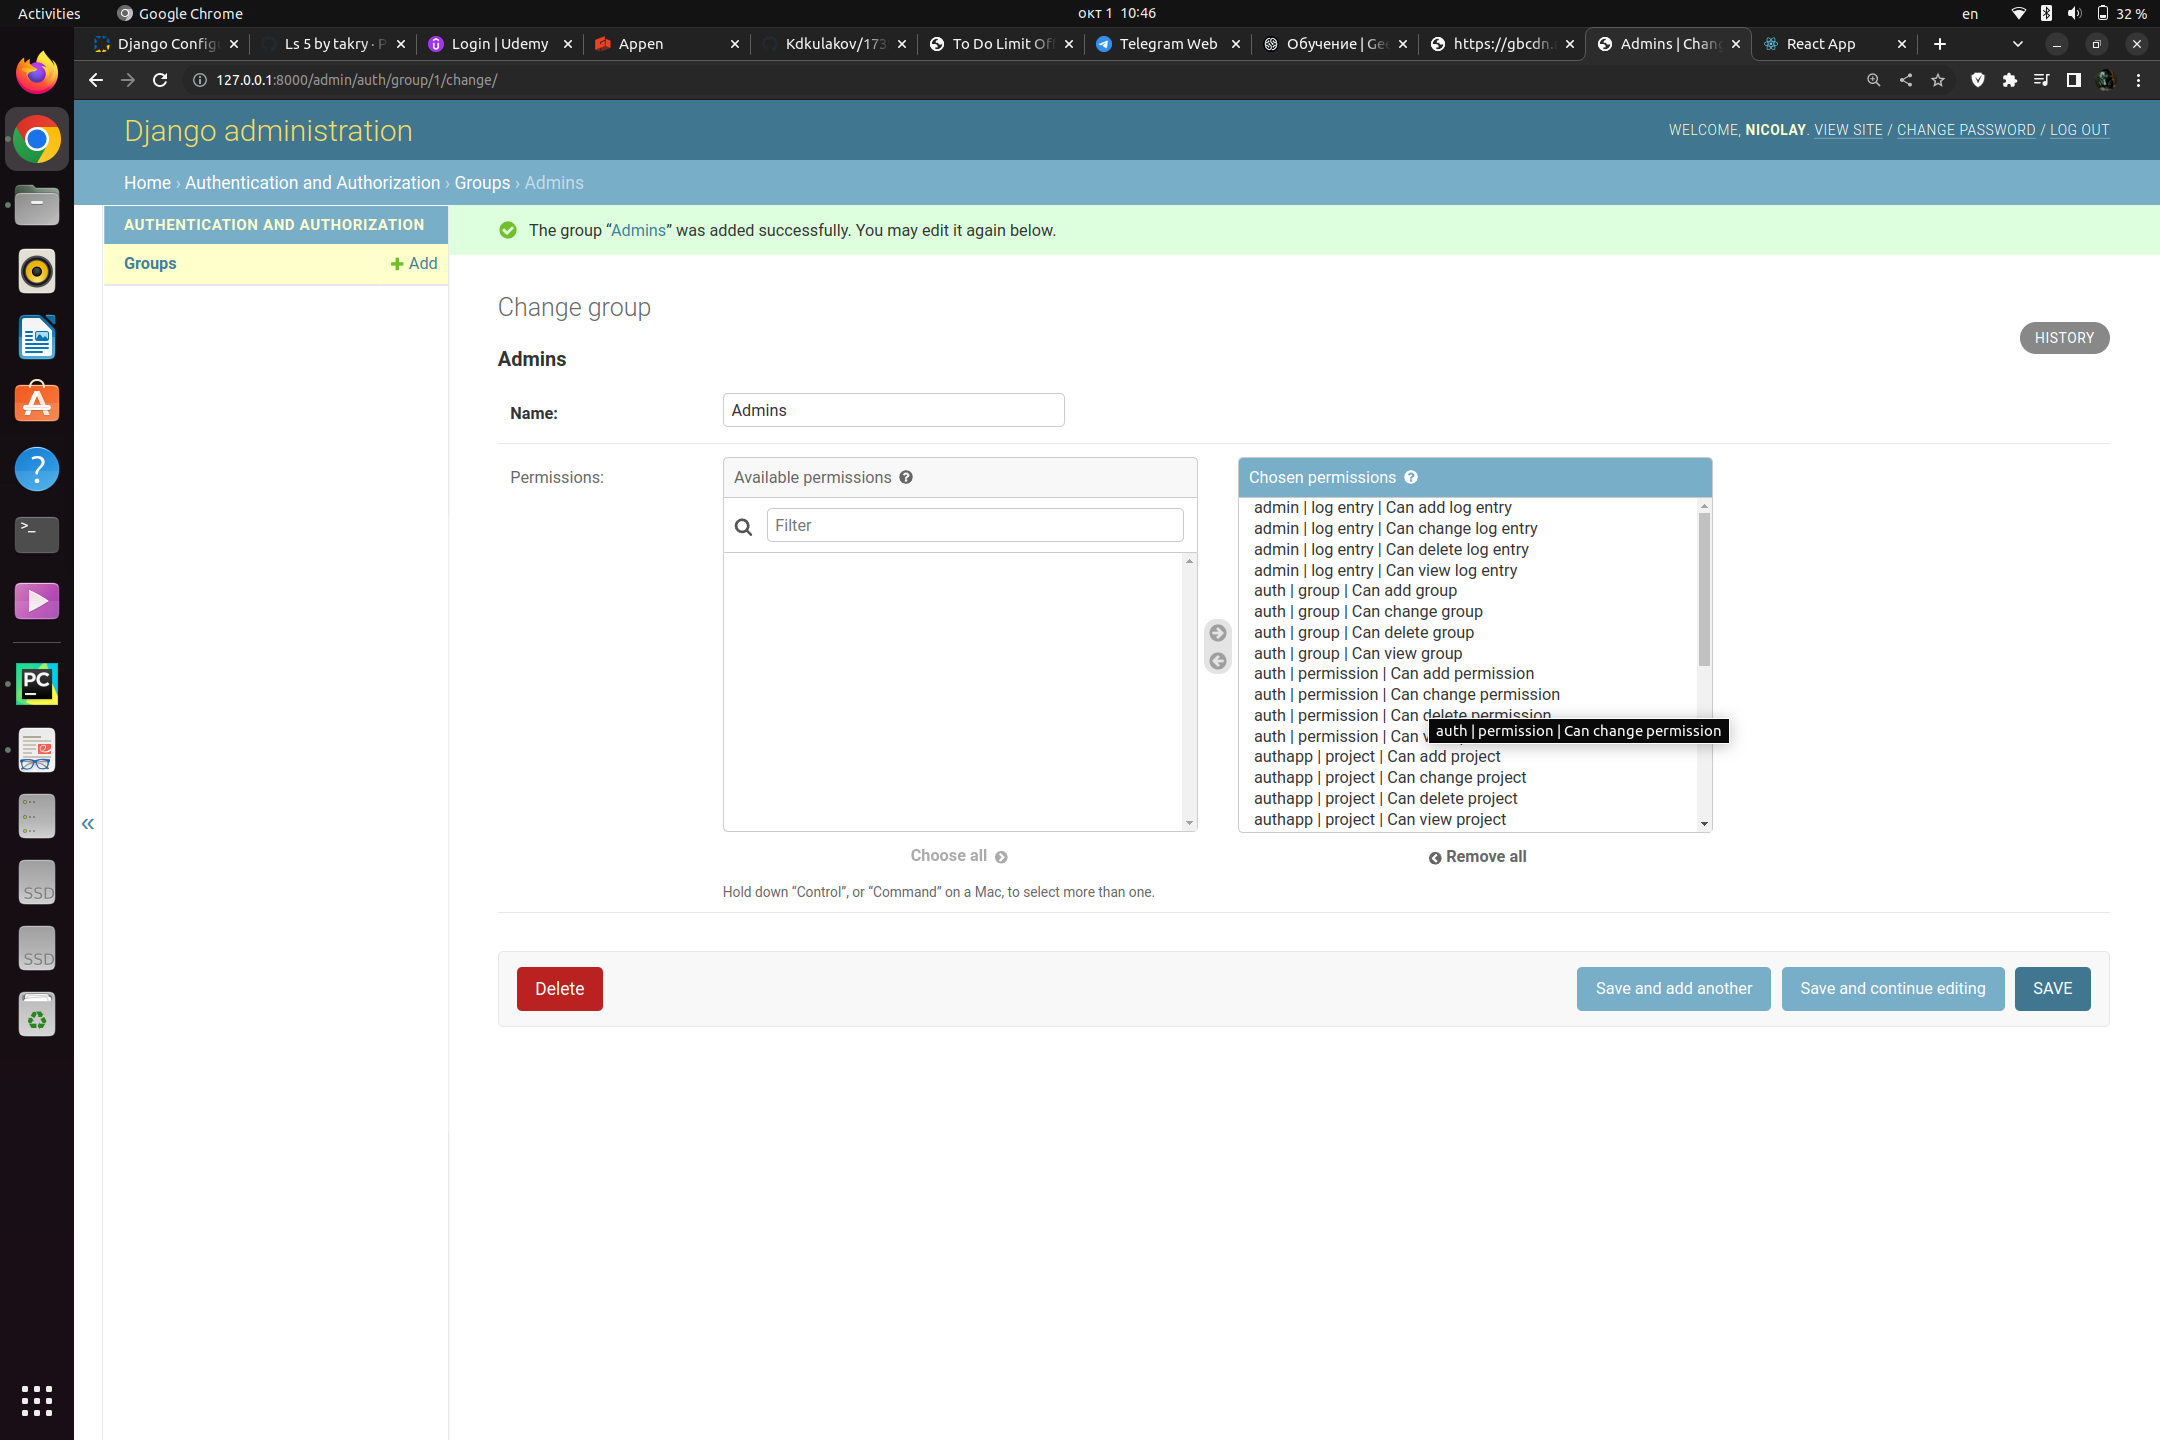 Activities
Google Chrome
окт 1 10:46
en
32 %
Django Config
Ls 5 by takry · P
Login | Udemy
Appen
Kdkulakov/173
To Do Limit Of
Telegram Web
Обучение | Ge
https://gbcdn.
Admins | Chan
React App
127.0.0.1:8000/admin/auth/group/1/change/
Django administration
WELCOME, NICOLAY. VIEW SITE / CHANGE PASSWORD / LOG OUT
Home › Authentication and Authorization › Groups › Admins
AUTHENTICATION AND AUTHORIZATION
Groups
Add
The group “Admins” was added successfully. You may edit it again below.
Change group
HISTORY
Admins
Name:
Admins
Permissions:
Available permissions
Filter
Choose all
Hold down “Control”, or “Command” on a Mac, to select more than one.
Chosen permissions
admin | log entry | Can add log entry
admin | log entry | Can change log entry
admin | log entry | Can delete log entry
admin | log entry | Can view log entry
auth | group | Can add group
auth | group | Can change group
auth | group | Can delete group
auth | group | Can view group
auth | permission | Can add permission
auth | permission | Can change permission
auth | permission | Can delete permission
auth | permission | Can
auth | permission | Can change permission
authapp | project | Can add project
authapp | project | Can change project
authapp | project | Can delete project
authapp | project | Can view project
Remove all
Delete
Save and add another
Save and continue editing
SAVE
PC
SSD
SSD
«